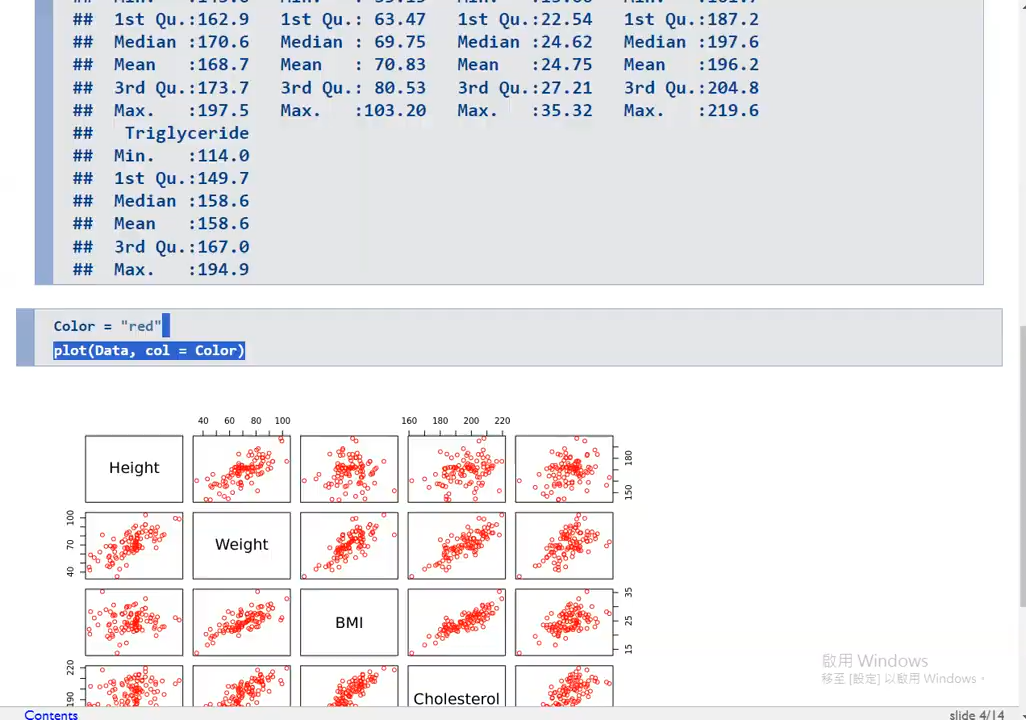 ## 1st Qu.:162.9 1st Qu.: 63.47 1st Qu.:22.54 1st Qu.:187.2
## Median :170.6 Median : 69.75 Median :24.62 Median :197.6
## Mean :168.7 Mean : 70.83 Mean :24.75 Mean :196.2
## 3rd Qu.:173.7 3rd Qu.: 80.53 3rd Qu.:27.21 3rd Qu.:204.8
## Max. :197.5 Max. :103.20 Max. :35.32 Max. :219.6
## Triglyceride
## Min. :114.0
## 1st Qu.:149.7
## Median :158.6
## Mean :158.6
## 3rd Qu.:167.0
## Max. :194.9
Color = "red"
plot(Data, col = Color)
40 60 80 100 160 180 200 220
Height
150 180
Weight
40 70 100
BMI
15 25 35
Cholesterol
190 220
啟用 Windows
移至 [設定] 以啟用 Windows。
Contents
slide 4/14